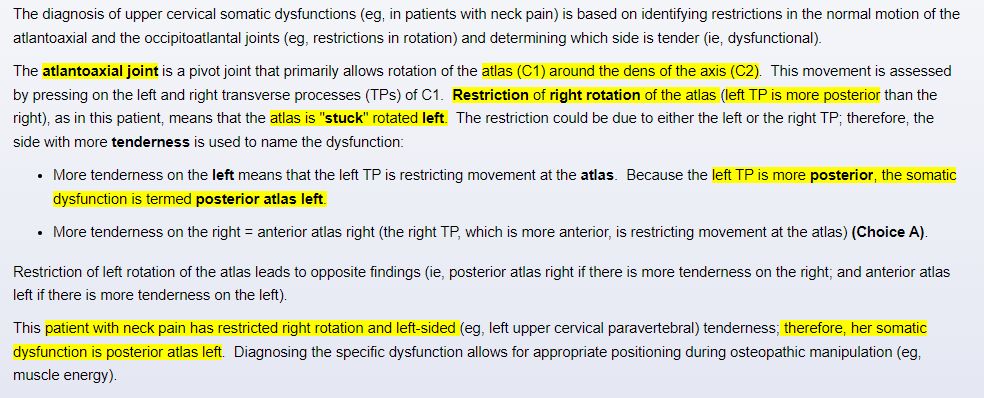 The diagnosis of upper cervical somatic dysfunctions (eg, in patients with neck pain) is based on identifying restrictions in the normal motion of the
atlantoaxial and the occipitoatlantal joints (eg, restrictions in rotation) and determining which side is tender (ie, dysfunctional).
The atlantoaxial joint is a pivot joint that primarily allows rotation of the atlas (C1) around the dens of the axis (C2).  This movement is assessed
by pressing on the left and right transverse processes (TPs) of C1.  Restriction of right rotation of the atlas (left TP is more posterior than the
right), as in this patient, means that the atlas is "stuck" rotated left.  The restriction could be due to either the left or the right TP; therefore, the
side with more tenderness is used to name the dysfunction:
• More tenderness on the left means that the left TP is restricting movement at the atlas.  Because the left TP is more posterior, the somatic
dysfunction is termed posterior atlas left.
• More tenderness on the right = anterior atlas right (the right TP, which is more anterior, is restricting movement at the atlas) (Choice A).
Restriction of left rotation of the atlas leads to opposite findings (ie, posterior atlas right if there is more tenderness on the right; and anterior atlas
left if there is more tenderness on the left).
This patient with neck pain has restricted right rotation and left-sided (eg, left upper cervical paravertebral) tenderness; therefore, her somatic
dysfunction is posterior atlas left.  Diagnosing the specific dysfunction allows for appropriate positioning during osteopathic manipulation (eg,
muscle energy).